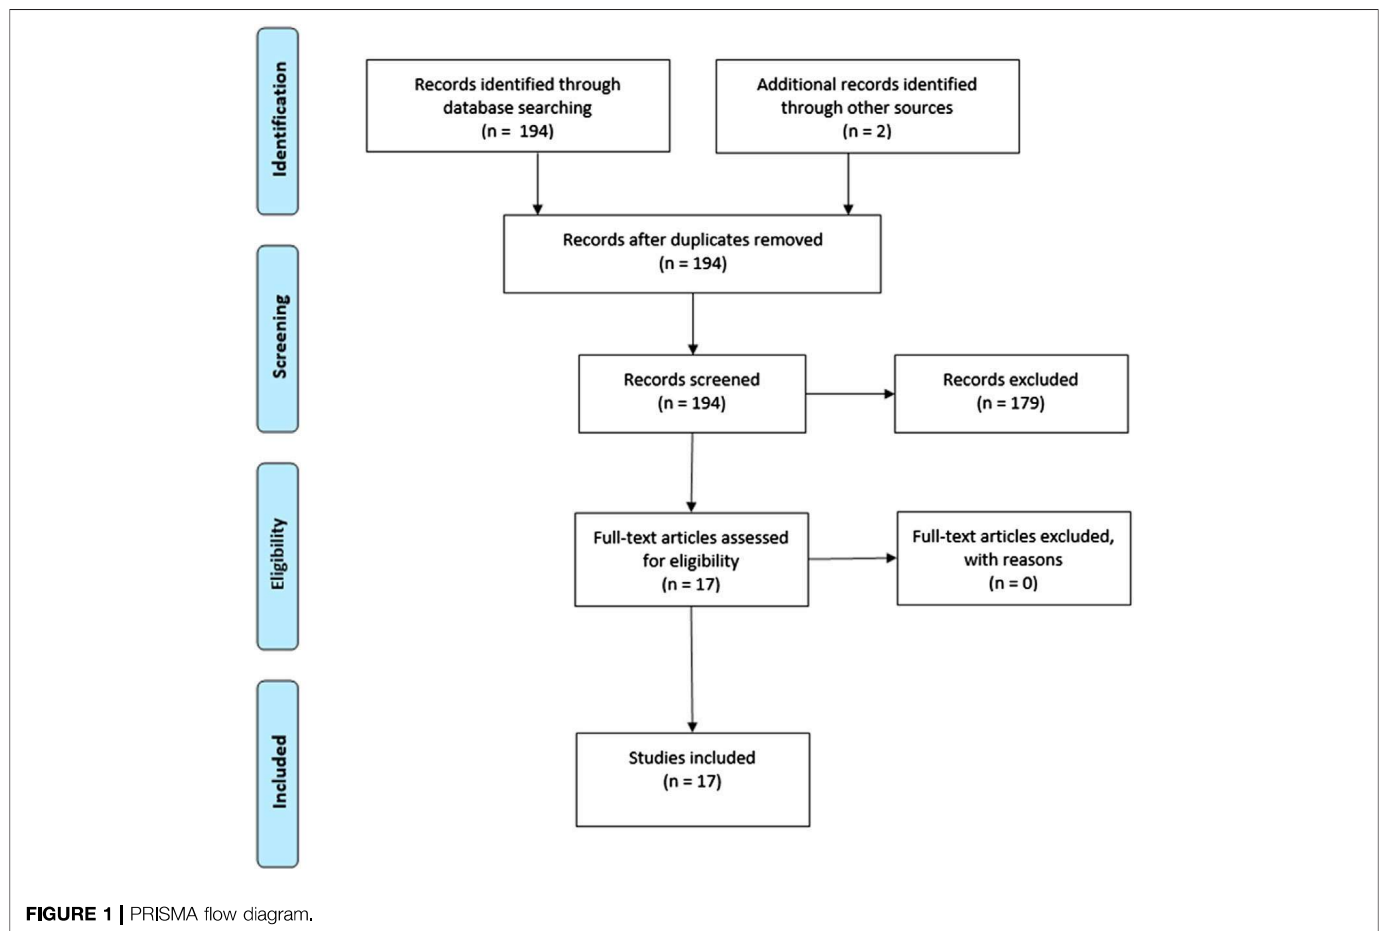 Identification
Records identified through
database searching
(n =  194)
Additional records identified
through other sources
(n = 2)
Records after duplicates removed
(n = 194)
Screening
Records screened
(n = 194)
Records excluded
(n = 179)
Eligibility
Full-text articles assessed
for eligibility
(n = 17)
Full-text articles excluded,
with reasons
(n = 0)
Included
Studies included
(n = 17)
FIGURE 1 | PRISMA flow diagram.